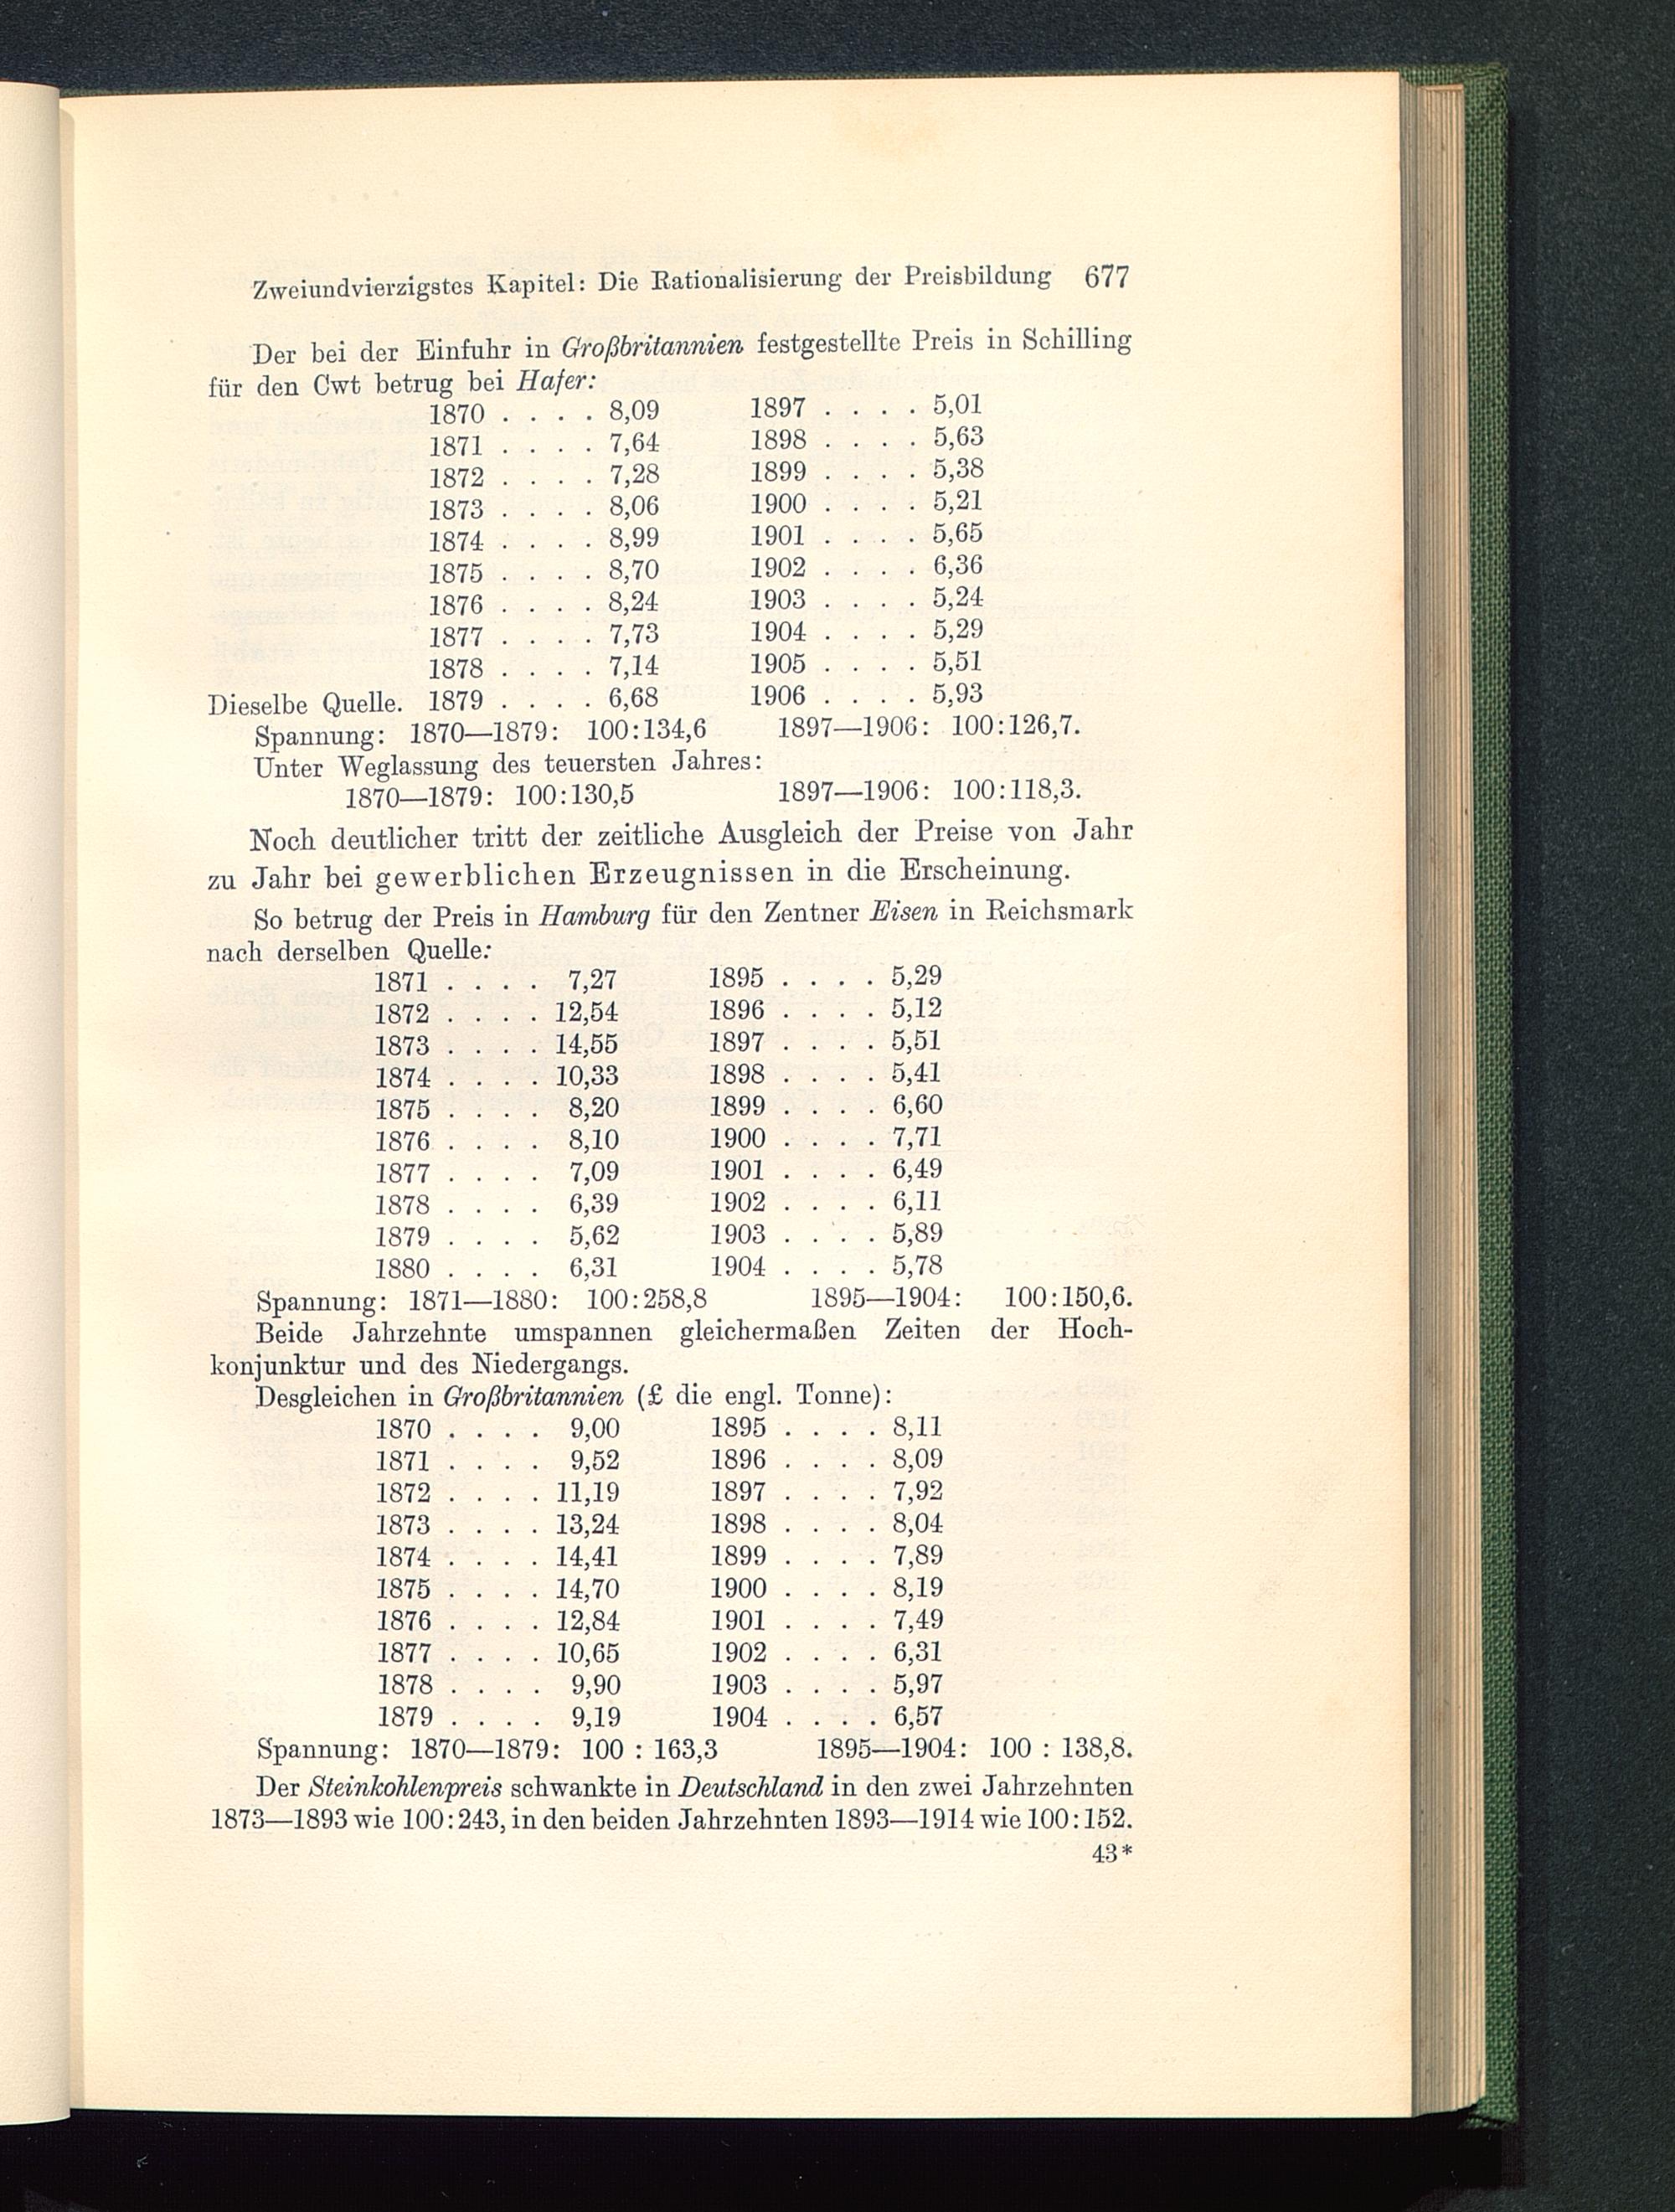 Zweiundvierzigstes Kapitel: Die Rationalisierung der Preisbildung 677
Der bei der Einfuhr in Großbritannien festgestellte Preis in Schilling
für den Cwt betrug bei Hafer:
1870 . . . . 8,09 1897 . . . . 5,01
1871 . . . . 7,64 1898 . . . . 5,63
1872 . . . . 7,28 1899 . . . . 5,38
1873 . . . . 8,06 1900 . . . . 5,21
1874 . . . . 8,99 1901 . . . . 5,65
1875 . . . . 8,70 1902 . . . . 6,36
1876 . . . . 8,24 1903 . . . . 5,24
1877 . . . . 7,73 1904 . . . . 5,29
1878 . . . . 7,14 1905 . . . . 5,51
Dieselbe Quelle. 1879 . . . . 6,68 1906 . . . . 5,93
Spannung: 1870—1879: 100:134,6 1897—1906: 100:126,7.
Unter Weglassung des teuersten Jahres:
1870—1879: 100:130,5 1897—1906: 100:118,3.
Noch deutlicher tritt der zeitliche Ausgleich der Preise von Jahr
zu Jahr bei gewerblichen Erzeugnissen in die Erscheinung.
So betrug der Preis in Hamburg für den Zentner Eisen in Reichsmark
nach derselben Quelle:
1871 . . . . 7,27 1895 . . . . 5,29
1872 . . . . 12,54 1896 . . . . 5,12
1873 . . . . 14,55 1897 . . . . 5,51
1874 . . . . 10,33 1898 . . . . 5,41
1875 . . . . 8,20 1899 . . . . 6,60
1876 . . . . 8,10 1900 . . . . 7,71
1877 . . . . 7,09 1901 . . . . 6,49
1878 . . . . 6,39 1902 . . . . 6,11
1879 . . . . 5,62 1903 . . . . 5,89
1880 . . . . 6,31 1904 . . . . 5,78
Spannung: 1871—1880: 100:258,8 1895—1904: 100:150,6.
Beide Jahrzehnte umspannen gleichermaßen Zeiten der Hoch-
konjunktur und des Niedergangs.
Desgleichen in Großbritannien (£ die engl. Tonne):
1870 . . . . 9,00 1895 . . . . 8,11
1871 . . . . 9,52 1896 . . . . 8,09
1872 . . . . 11,19 1897 . . . . 7,92
1873 . . . . 13,24 1898 . . . . 8,04
1874 . . . . 14,41 1899 . . . . 7,89
1875 . . . . 14,70 1900 . . . . 8,19
1876 . . . . 12,84 1901 . . . . 7,49
1877 . . . . 10,65 1902 . . . . 6,31
1878 . . . . 9,90 1903 . . . . 5,97
1879 . . . . 9,19 1904 . . . . 6,57
Spannung: 1870—1879: 100 : 163,3 1895—1904: 100 : 138,8.
Der Steinkohlenpreis schwankte in Deutschland in den zwei Jahrzehnten
1873—1893 wie 100:243, in den beiden Jahrzehnten 1893—1914 wie 100:152.
43*